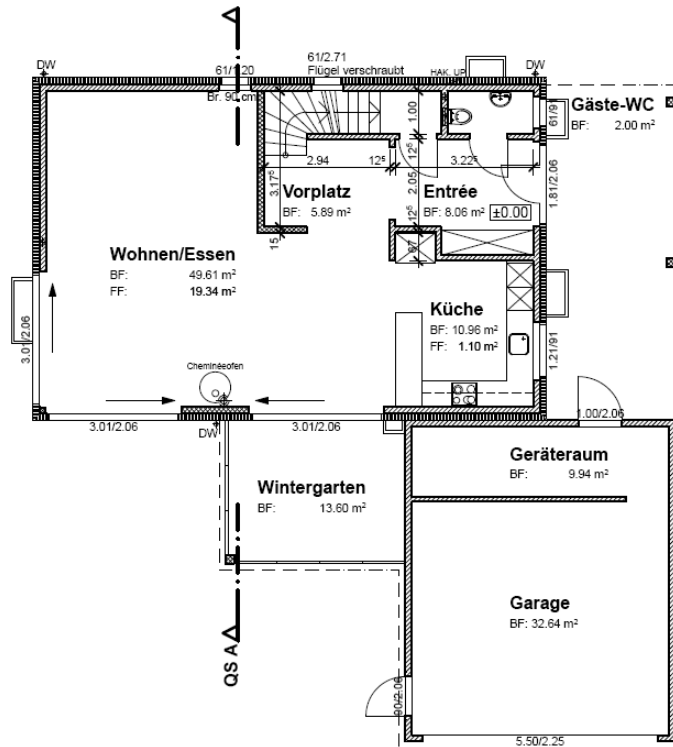 A
DW
61/1.20
Br. 90 cm
61/2.71
Flügel verschraubt
HAK. UP
DW
61/91
Gäste-WC
BF: 2.00 m²
1.00
12⁵
2.94
12⁵
3.22⁵
3.17⁵
2.05
1.81/2.06
Vorplatz
BF: 5.89 m²
Entrée
BF: 8.06 m²
±0.00
12⁵
15
67
Wohnen/Essen
BF: 49.61 m²
FF: 19.34 m²
Küche
BF: 10.96 m²
FF: 1.10 m²
3.01/2.06
1.21/91
Cheminéeofen
3.01/2.06
DW
3.01/2.06
1.00/2.06
Geräteraum
BF: 9.94 m²
Wintergarten
BF: 13.60 m²
Garage
BF: 32.64 m²
QS A
90/2.06
5.50/2.25